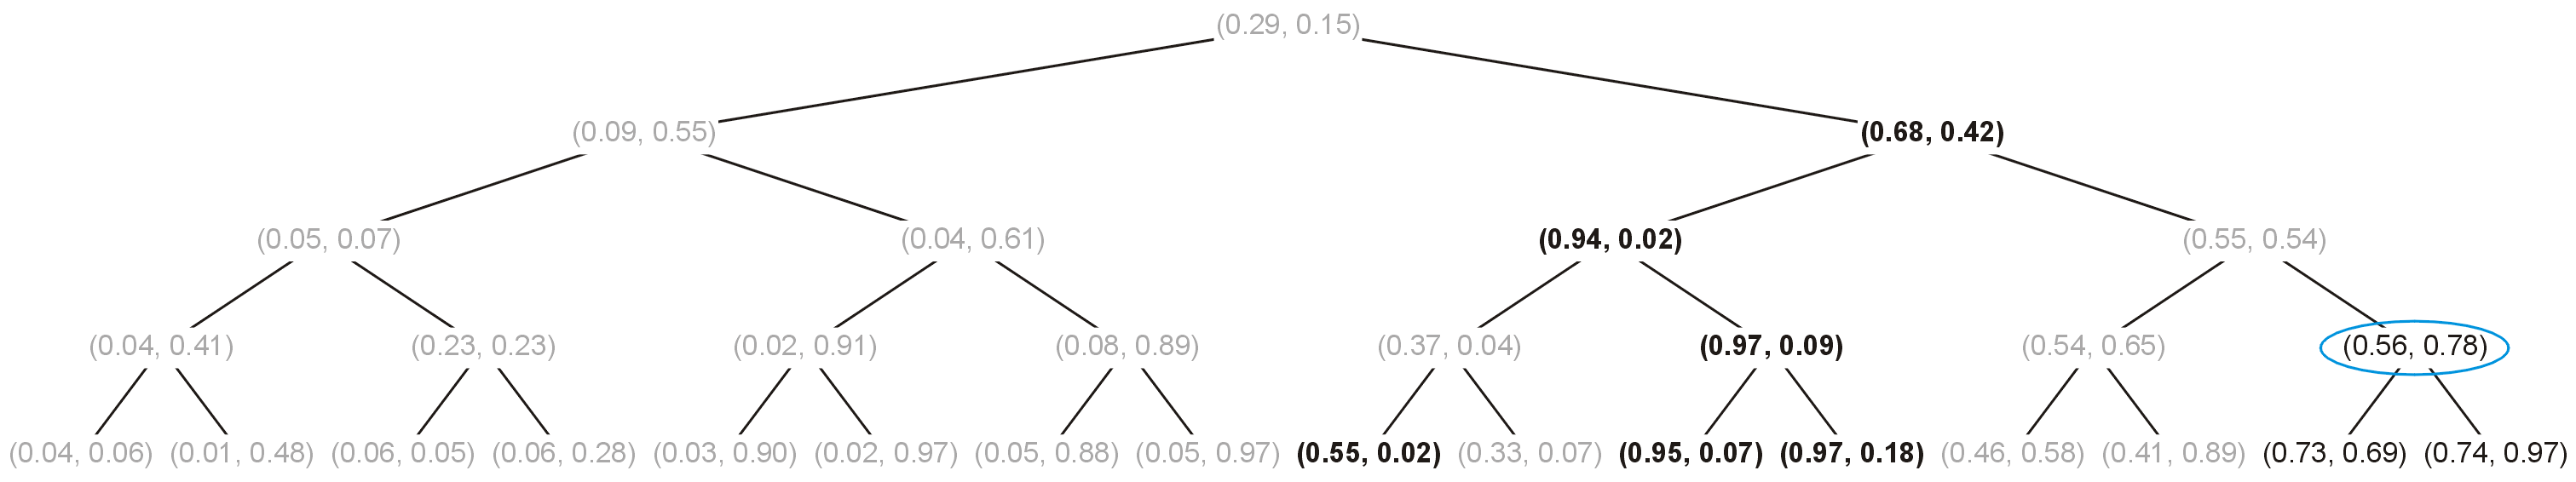 (0.29, 0.15)
(0.09, 0.55) (0.68, 0.42)
(0.05, 0.07) (0.04, 0.61) (0.94, 0.02) (0.55, 0.54)
(0.04, 0.41) (0.23, 0.23) (0.02, 0.91) (0.08, 0.89) (0.37, 0.04) (0.97, 0.09) (0.54, 0.65) (0.56, 0.78)
(0.04, 0.06) (0.01, 0.48) (0.06, 0.05) (0.06, 0.28) (0.03, 0.90) (0.02, 0.97) (0.05, 0.88) (0.05, 0.97) (0.55, 0.02) (0.33, 0.07) (0.95, 0.07) (0.97, 0.18) (0.46, 0.58) (0.41, 0.89) (0.73, 0.69) (0.74, 0.97)